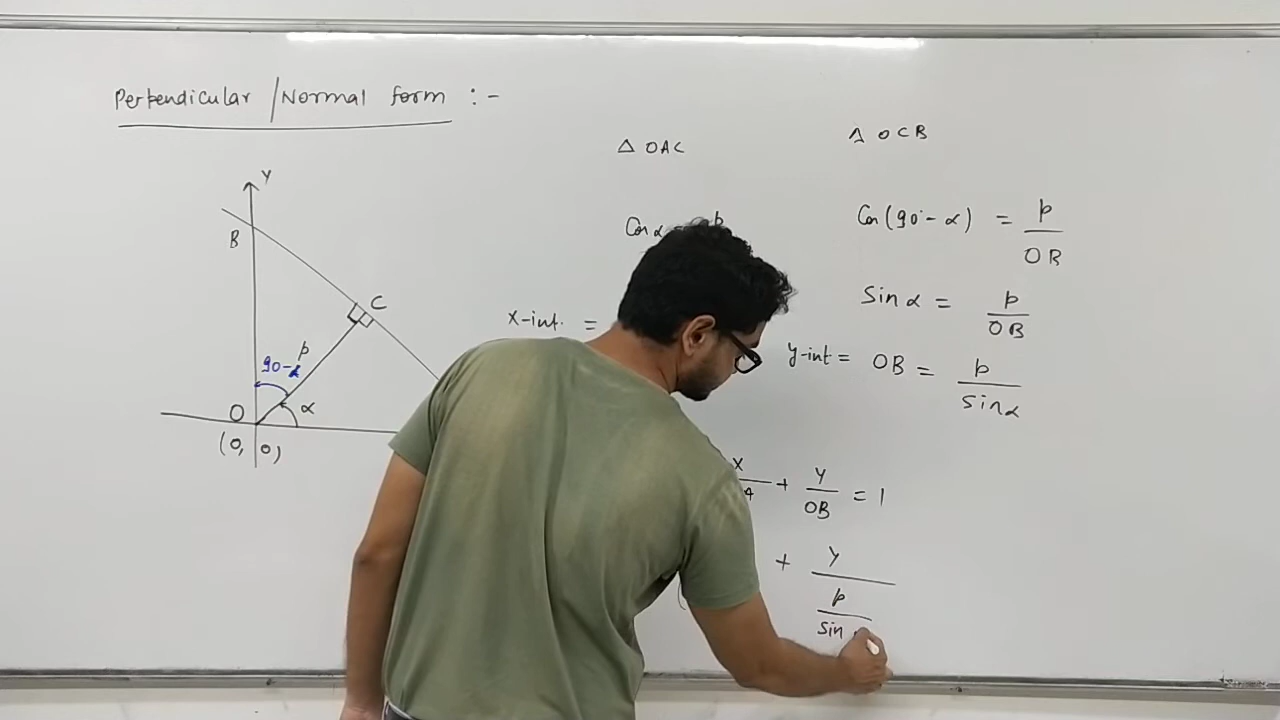 Perpendicular /Normal form :-
Y
B
C
p
90-α
α
O
(0, 0)
△ OAC
Cos α
p
x-int. =
△ OCB
Cos(90°-α) = p/OB
Sin α = p/OB
y-int = OB = p/sinα
x + y/OB = 1
+ y/(p/sin